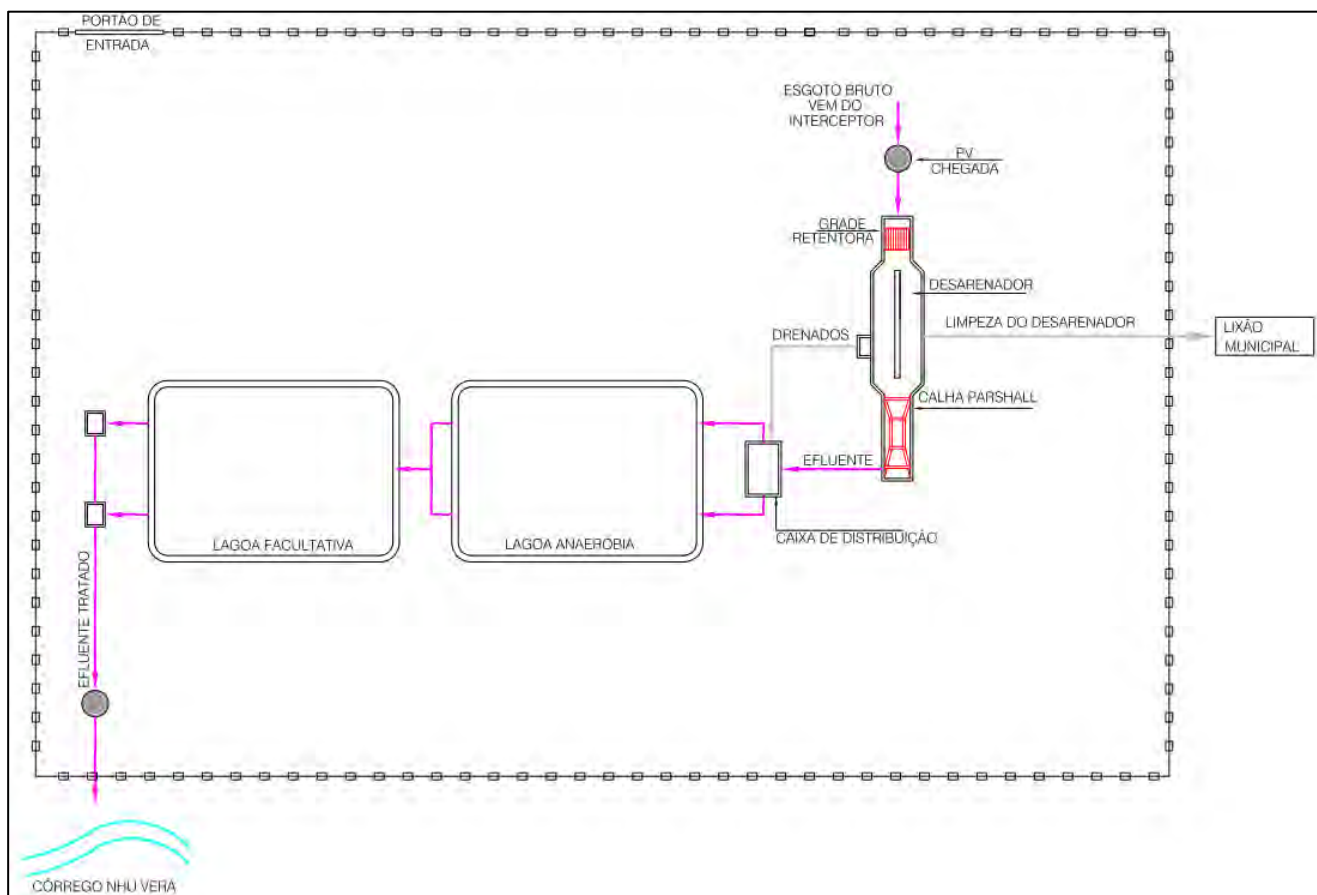 PORTÃO DE
ENTRADA
ESGOTO BRUTO
VEM DO
INTERCEPTOR
PV
CHEGADA
GRADE
RETENTORA
DESARENADOR
LIMPEZA DO DESARENADOR
LIXÃO
MUNICIPAL
DRENADOS
CALHA PARSHALL
EFLUENTE
CAIXA DE DISTRIBUIÇÃO
LAGOA FACULTATIVA
LAGOA ANAERÓBIA
EFLUENTE TRATADO
CÓRREGO NHU VERA